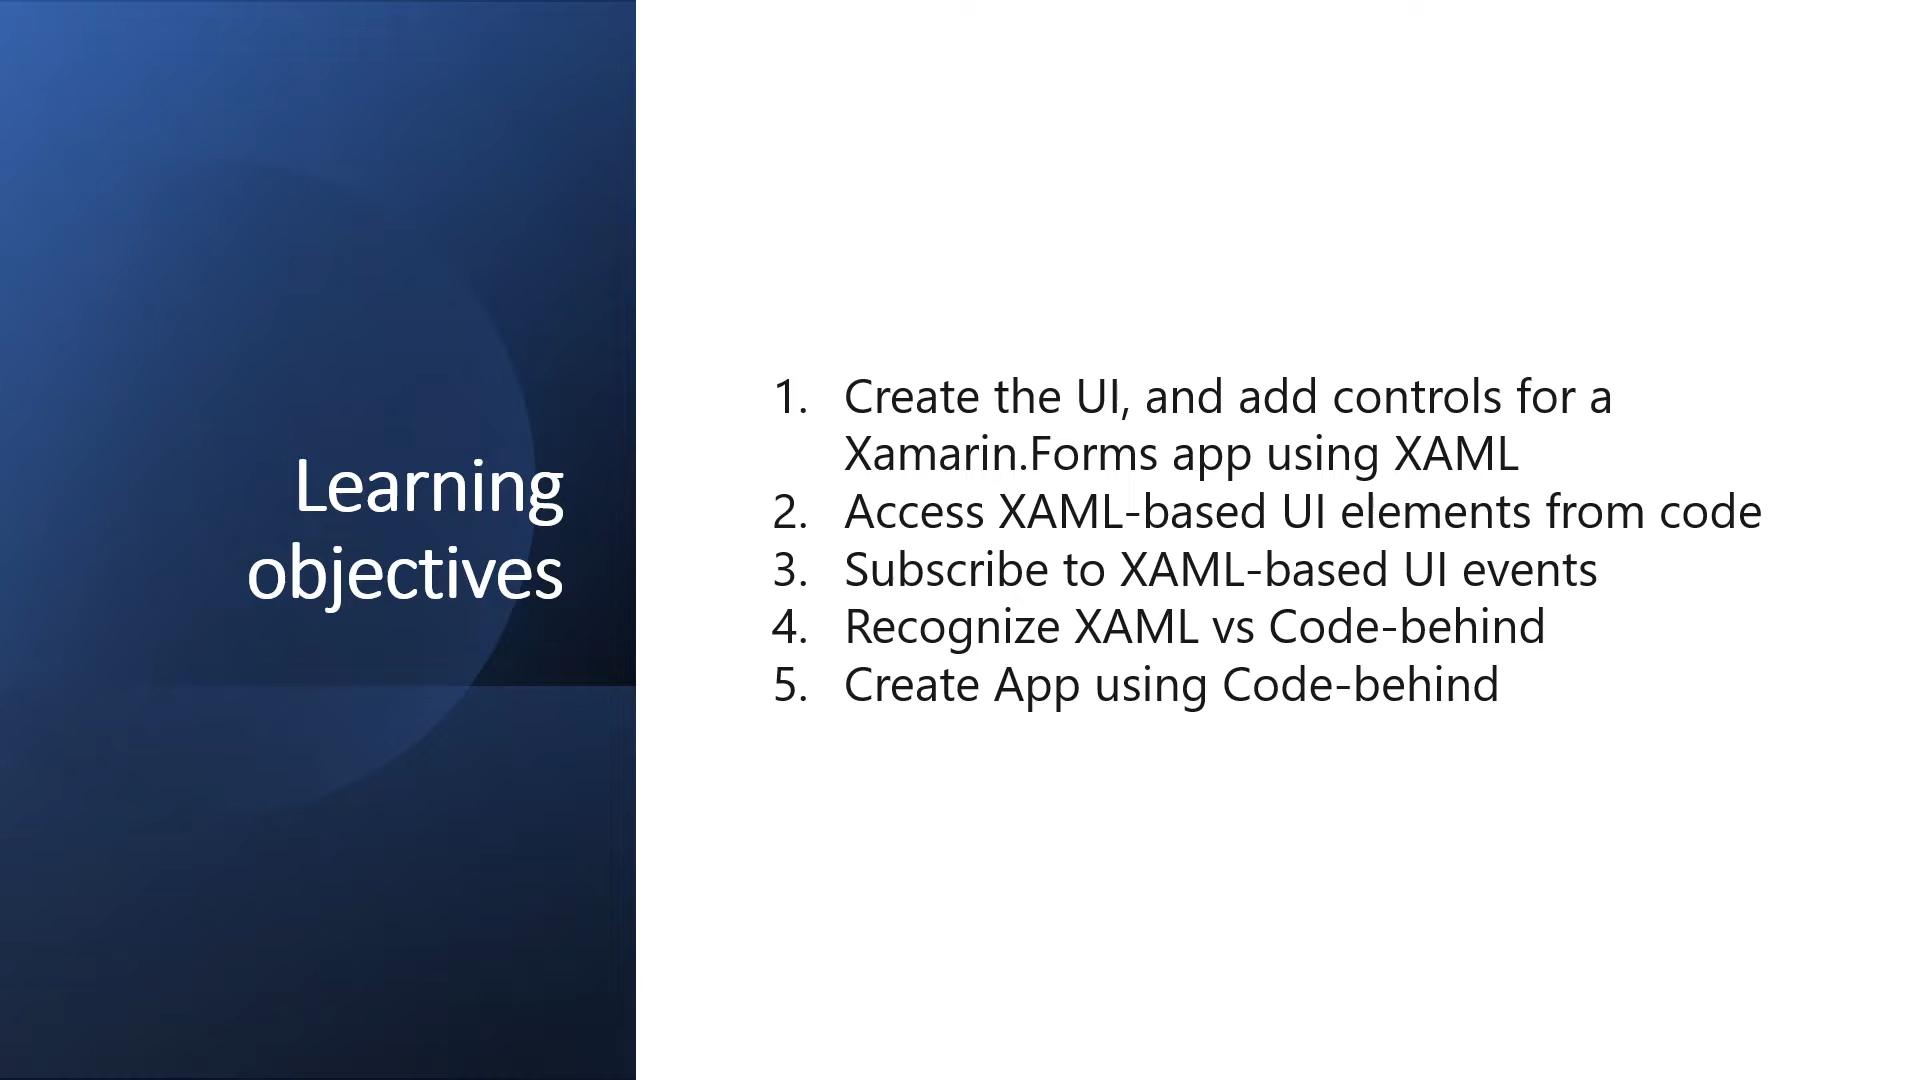 Learning
objectives
1. Create the UI, and add controls for a
Xamarin.Forms app using XAML
2. Access XAML-based UI elements from code
3. Subscribe to XAML-based UI events
4. Recognize XAML vs Code-behind
5. Create App using Code-behind